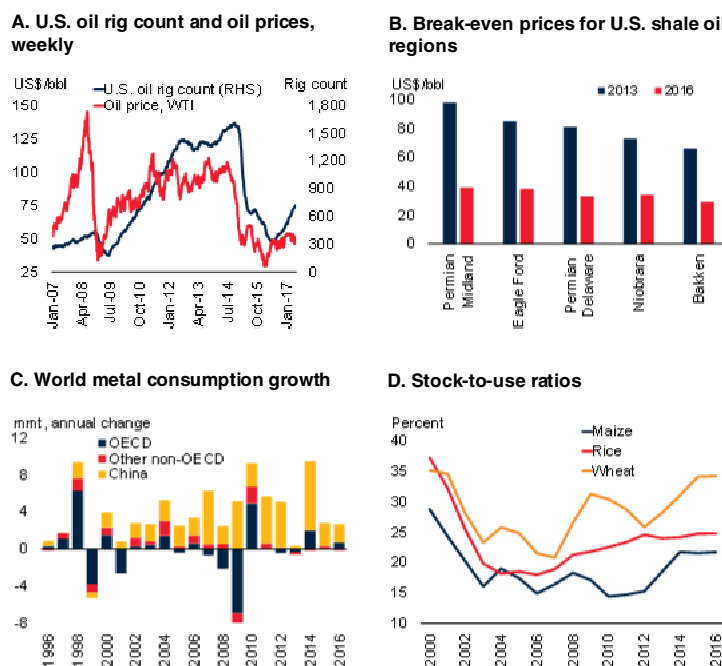 A. U.S. oil rig count and oil prices,
weekly
US$/bbl
Rig count
U.S. oil rig count (RHS)
Oil price, WTI
150
125
100
75
50
25
1,800
1,500
1,200
900
600
300
0
Jan-07
Apr-08
Jul-09
Oct-10
Jan-12
Apr-13
Jul-14
Oct-15
Jan-17
B. Break-even prices for U.S. shale oil
regions
US$/bbl
2013
2016
100
80
60
40
20
0
Permian
Midland
Eagle Ford
Permian
Delaware
Niobrara
Bakken
C. World metal consumption growth
mmt, annual change
OECD
Other non-OECD
China
12
8
4
0
-4
-8
1996
1998
2000
2002
2004
2006
2008
2010
2012
2014
2016
D. Stock-to-use ratios
Percent
Maize
Rice
Wheat
40
35
30
25
20
15
10
2000
2002
2004
2006
2008
2010
2012
2014
2016